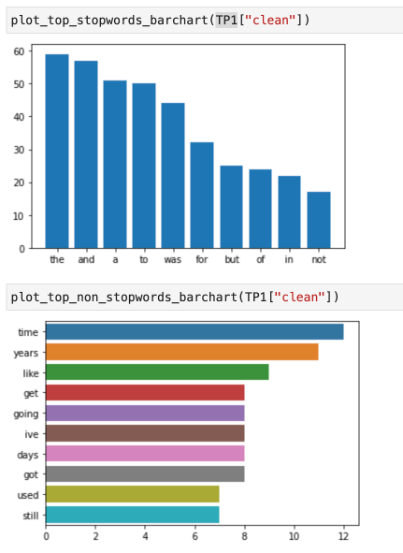 plot_top_stopwords_barchart(TP1["clean"])
60
50
40
30
20
10
0
the and a to was for but of in not
plot_top_non_stopwords_barchart(TP1["clean"])
time
years
like
get
going
ive
days
got
used
still
0 2 4 6 8 10 12